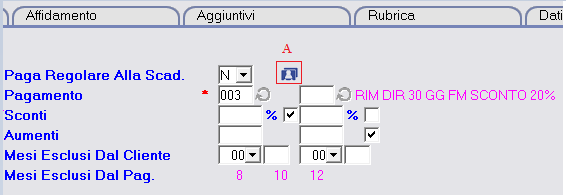 Affidamento Aggiuntivi Rubrica Dati
A
Paga Regolare Alla Scad. N
Pagamento * 003 RIM DIR 30 GG FM SCONTO 20%
Sconti % %
Aumenti
Mesi Esclusi Dal Cliente 00 00
Mesi Esclusi Dal Pag. 8 10 12